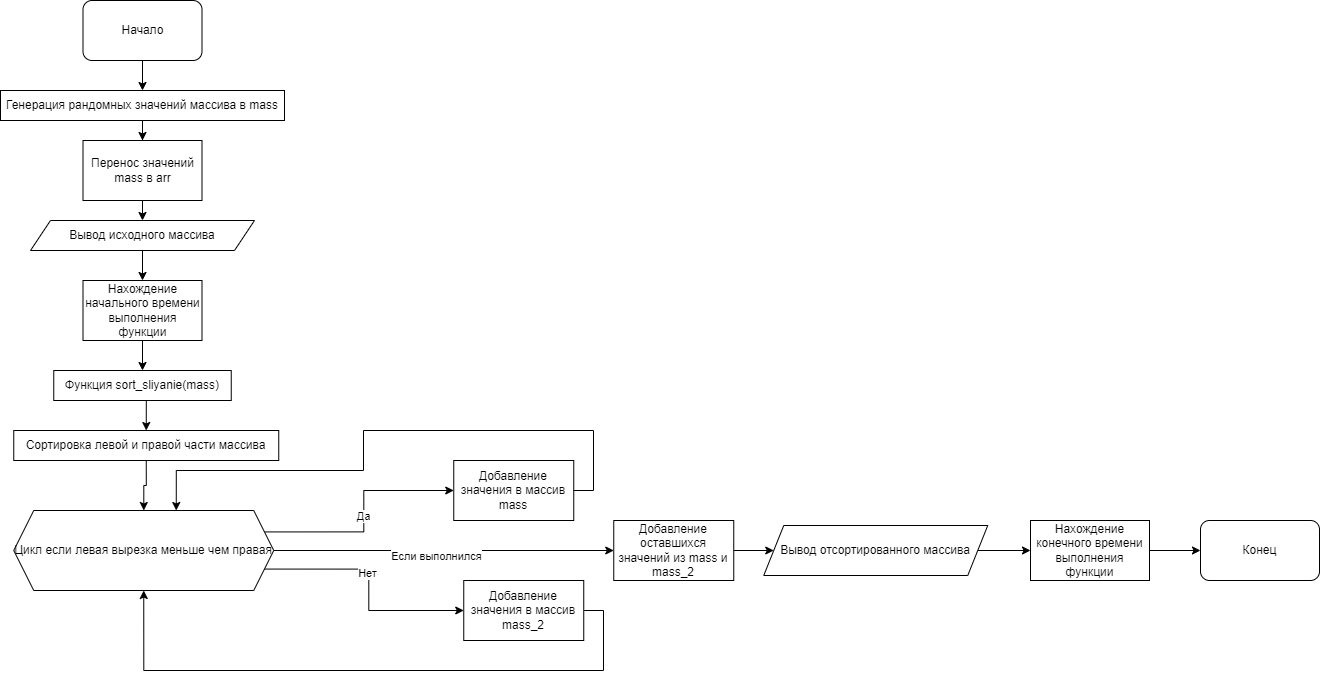 Начало
Генерация рандомных значений массива в mass
Перенос значений
mass в arr
Вывод исходного массива
Нахождение
начального времени
выполнения
функции
Функция sort_sliyanie(mass)
Сортировка левой и правой части массива
Цикл если левая вырезка меньше чем правая
Да
Добавление
значения в массив
mass
Если выполнился
Нет
Добавление
значения в массив
mass_2
Добавление
оставшихся
значений из mass и
mass_2
Вывод отсортированного массива
Нахождение
конечного времени
выполнения
функции
Конец